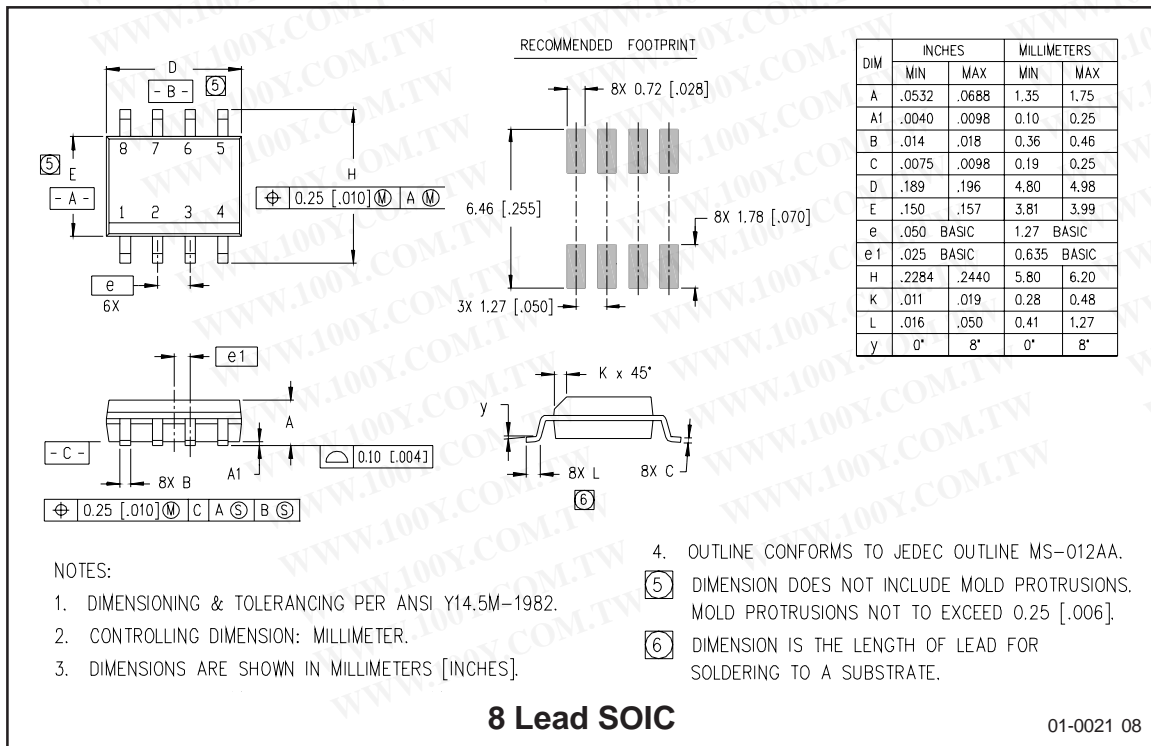 D
- B - 5
8 7 6 5
5 E
- A -
H
⌖ 0.25 [.010] Ⓜ A Ⓜ
1 2 3 4
e
6X
RECOMMENDED FOOTPRINT
8X 0.72 [.028]
6.46 [.255]
8X 1.78 [.070]
3X 1.27 [.050]
DIM INCHES MILLIMETERS
MIN MAX MIN MAX
A .0532 .0688 1.35 1.75
A1 .0040 .0098 0.10 0.25
B .014 .018 0.36 0.46
C .0075 .0098 0.19 0.25
D .189 .196 4.80 4.98
E .150 .157 3.81 3.99
e .050 BASIC 1.27 BASIC
e1 .025 BASIC 0.635 BASIC
H .2284 .2440 5.80 6.20
K .011 .019 0.28 0.48
L .016 .050 0.41 1.27
y 0° 8° 0° 8°
e1
A
- C -
8X B
A1
⌓ 0.10 [.004]
⌖ 0.25 [.010] Ⓜ C A Ⓢ B Ⓢ
K x 45°
y
8X L
6
8X C
NOTES:
1. DIMENSIONING & TOLERANCING PER ANSI Y14.5M-1982.
2. CONTROLLING DIMENSION: MILLIMETER.
3. DIMENSIONS ARE SHOWN IN MILLIMETERS [INCHES].
4. OUTLINE CONFORMS TO JEDEC OUTLINE MS-012AA.
5 DIMENSION DOES NOT INCLUDE MOLD PROTRUSIONS.
MOLD PROTRUSIONS NOT TO EXCEED 0.25 [.006].
6 DIMENSION IS THE LENGTH OF LEAD FOR
SOLDERING TO A SUBSTRATE.
8 Lead SOIC
01-0021 08
WWW.100Y.COM.TW